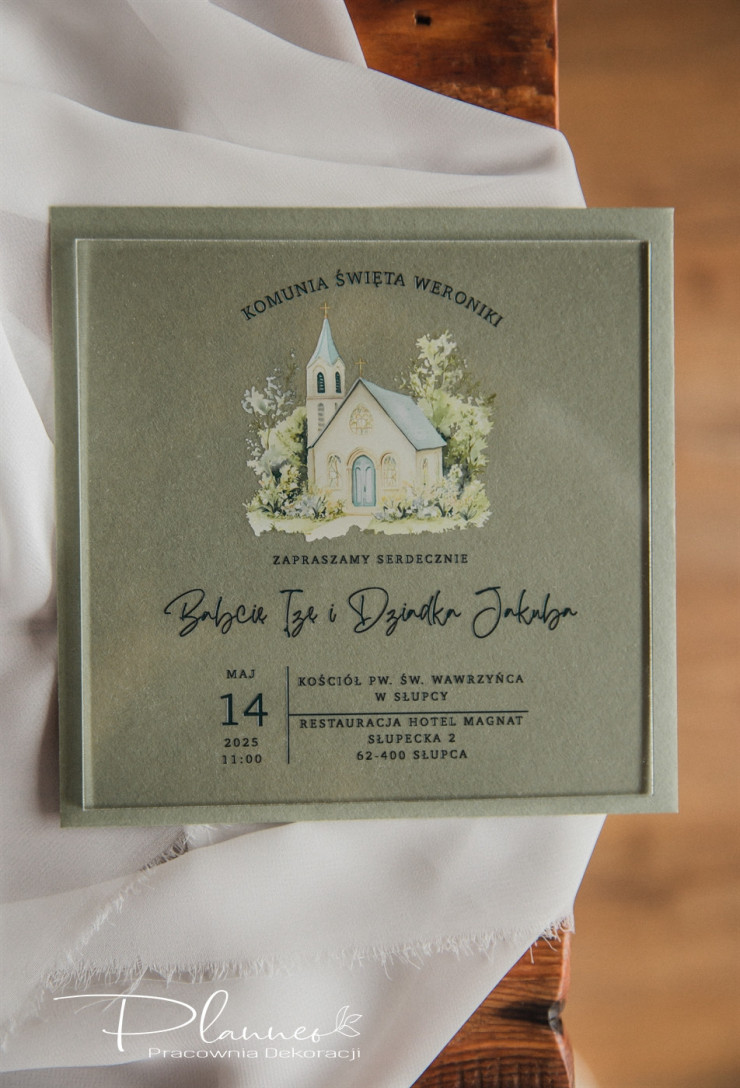 KOMUNIA ŚWIĘTA WERONIKI
ZAPRASZAMY SERDECZNIE
Babcię Izę i Dziadka Jakuba
MAJ
14
2025
11:00
KOŚCIÓŁ PW. ŚW. WAWRZYŃCA
W SŁUPCY
RESTAURACJA HOTEL MAGNAT
SŁUPECKA 2
62-400 SŁUPCA
Planner
Pracownia Dekoracji